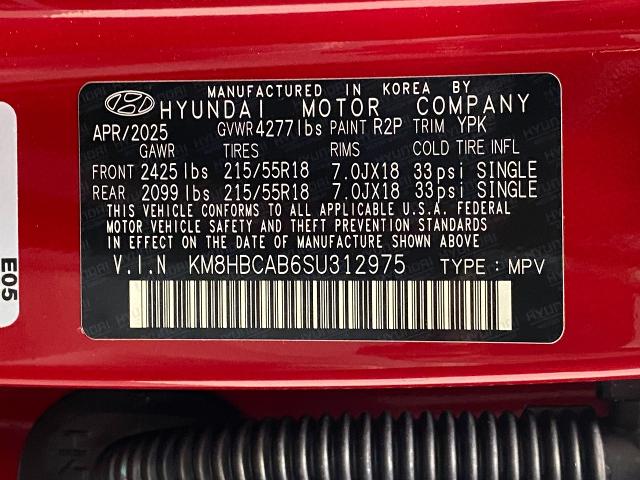 MANUFACTURED IN KOREA BY
HYUNDAI MOTOR COMPANY
APR/2025 GVWR 4277lbs PAINT R2P TRIM YPK
GAWR TIRES RIMS COLD TIRE INFL
FRONT 2425 lbs 215/55R18 7.0JX18 33psi SINGLE
REAR 2099 lbs 215/55R18 7.0JX18 33psi SINGLE
THIS VEHICLE CONFORMS TO ALL APPLICABLE U.S.A. FEDERAL
MOTOR VEHICLE SAFETY AND THEFT PREVENTION STANDARDS
IN EFFECT ON THE DATE OF MANUFACTURE SHOWN ABOVE.
V.I.N KM8HBCAB6SU312975 TYPE : MPV
E05